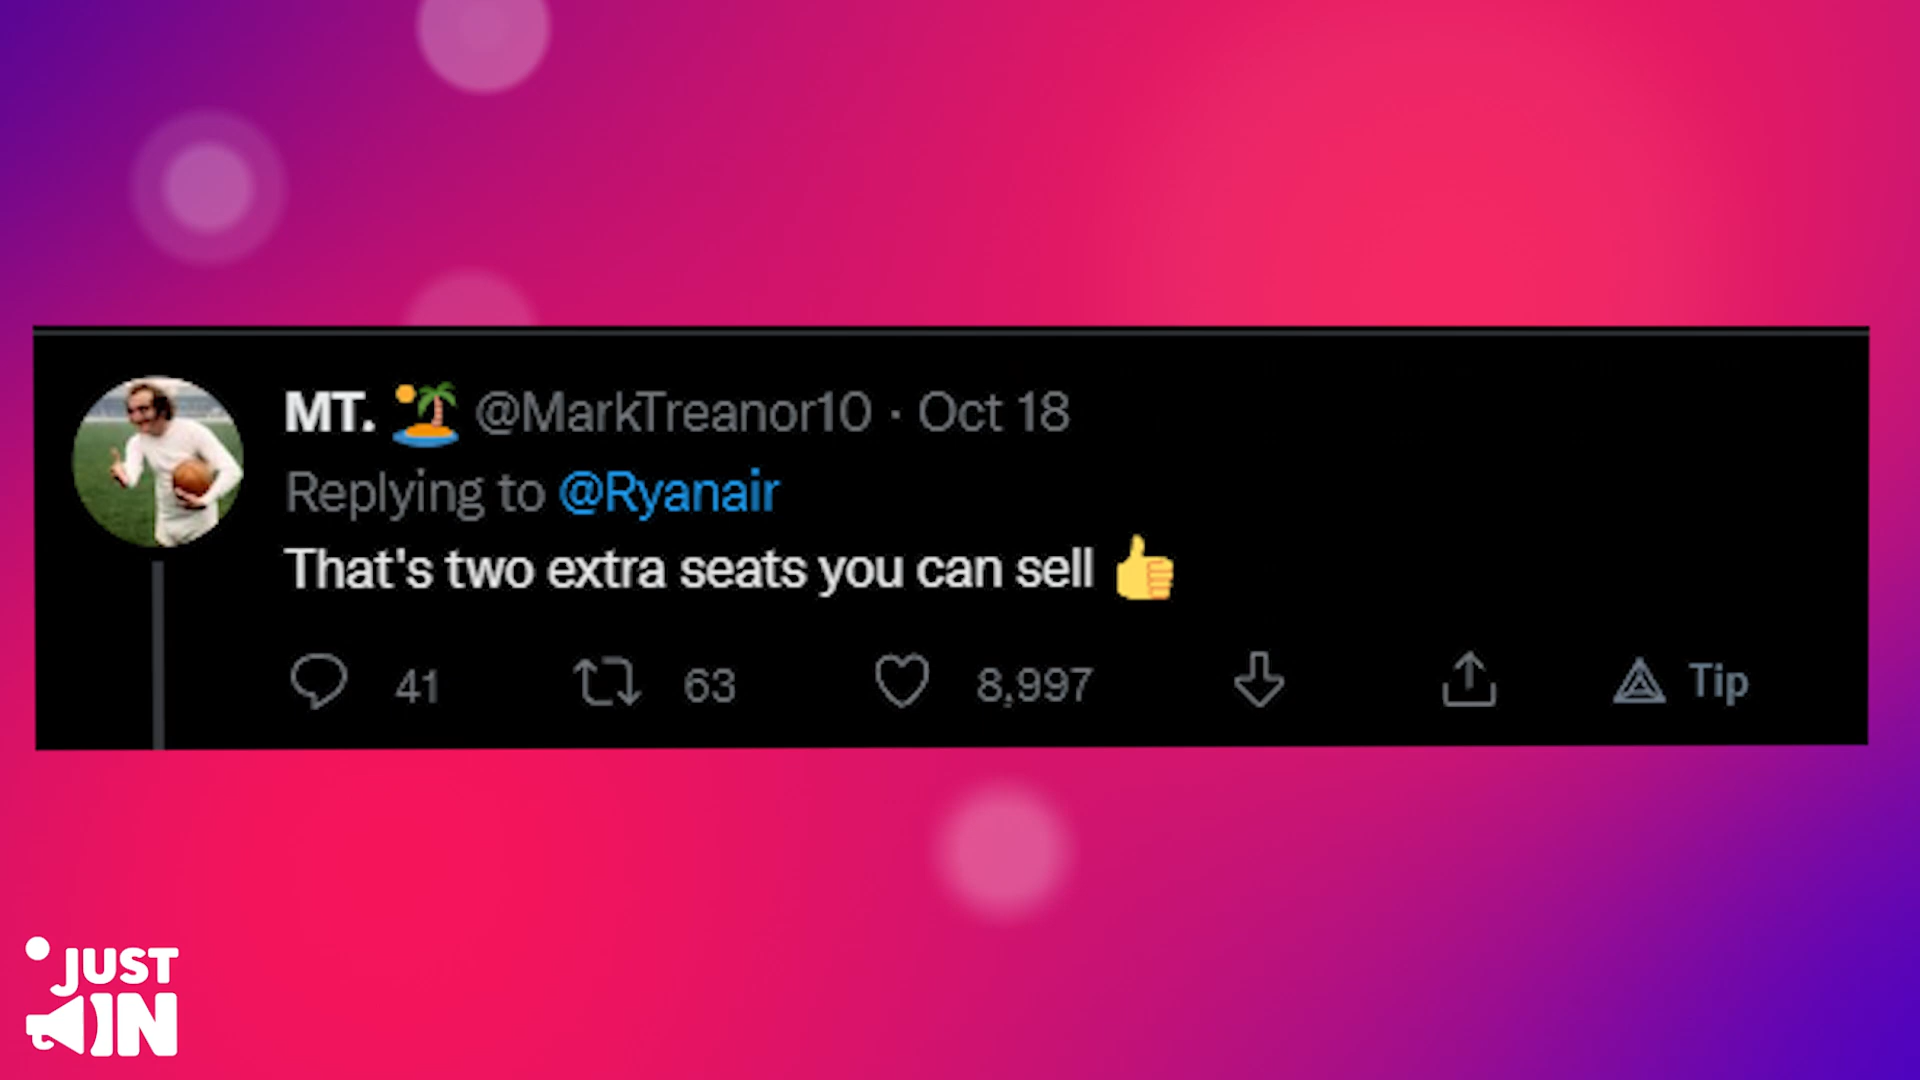 MT. 🏝️ @MarkTreanor10 · Oct 18
Replying to @Ryanair
That's two extra seats you can sell 👍
41 63 8,997 Tip
JUST
IN